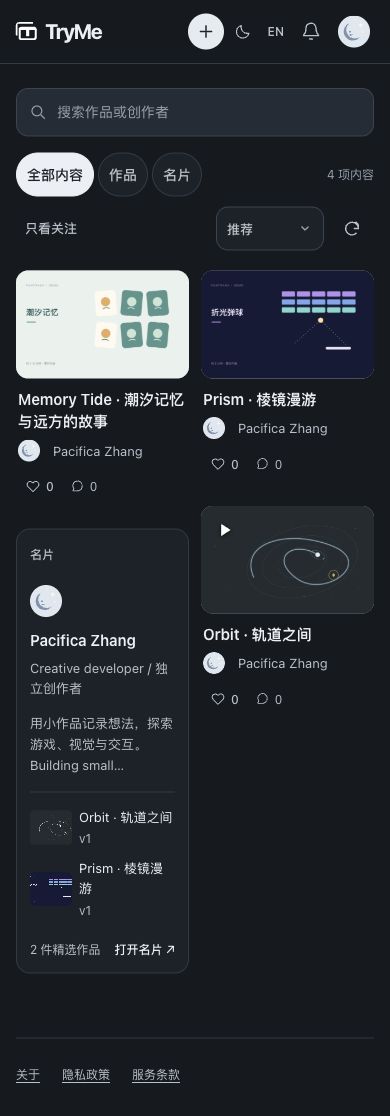 TryMe
EN
搜索作品或创作者
全部内容
作品
名片
4 项内容
只看关注
推荐
潮汐记忆
Memory Tide · 潮汐记忆
与远方的故事
Pacifica Zhang
0
0
折光弹球
Prism · 棱镜漫游
Pacifica Zhang
0
0
名片
Pacifica Zhang
Creative developer / 独
立创作者
用小作品记录想法，探索
游戏、视觉与交互。
Building small...
Orbit · 轨道之间
v1
Prism · 棱镜漫
游
v1
2 件精选作品
打开名片
Orbit · 轨道之间
Pacifica Zhang
0
0
关于
隐私政策
服务条款